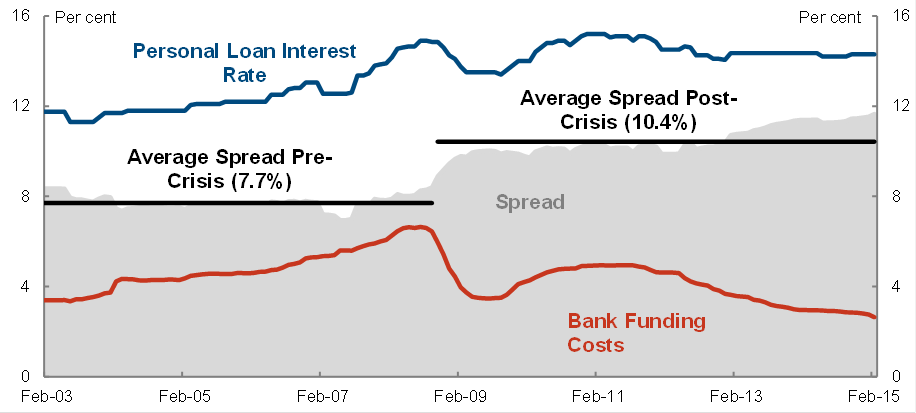 16
Per cent
Per cent
16
Personal Loan Interest
Rate
12
Average Spread Post-
Crisis (10.4%)
12
Average Spread Pre-
Crisis (7.7%)
8
Spread
8
4
Bank Funding
Costs
4
0
0
Feb-03
Feb-05
Feb-07
Feb-09
Feb-11
Feb-13
Feb-15